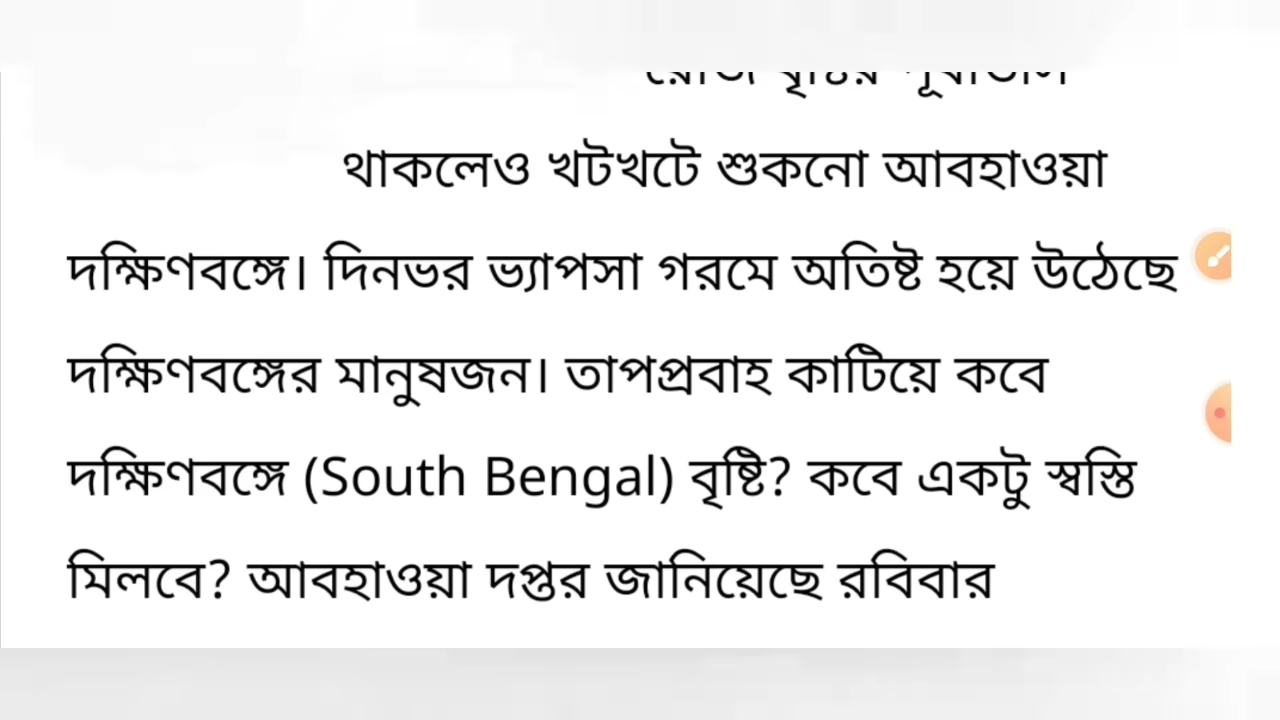 থাকলেও খটখটে শুকনো আবহাওয়া
দক্ষিণবঙ্গে। দিনভর ভ্যাপসা গরমে অতিষ্ট হয়ে উঠেছে
দক্ষিণবঙ্গের মানুষজন। তাপপ্রবাহ কাটিয়ে কবে
দক্ষিণবঙ্গে (South Bengal) বৃষ্টি? কবে একটু স্বস্তি
মিলবে? আবহাওয়া দপ্তর জানিয়েছে রবিবার